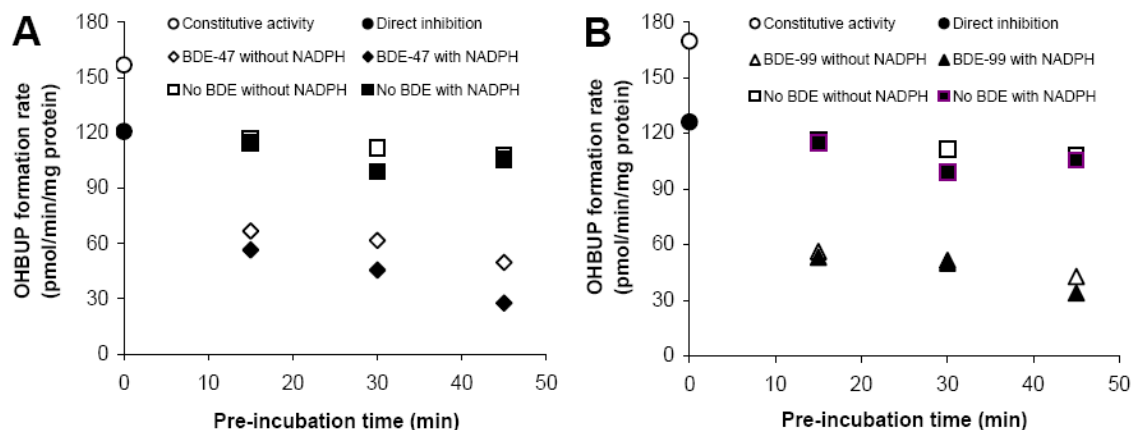 A
Constitutive activity
Direct inhibition
BDE-47 without NADPH
BDE-47 with NADPH
No BDE without NADPH
No BDE with NADPH
OHBUP formation rate
(pmol/min/mg protein)
180
150
120
90
60
30
0
0 10 20 30 40 50
Pre-incubation time (min)
B
Constitutive activity
Direct inhibition
BDE-99 without NADPH
BDE-99 with NADPH
No BDE without NADPH
No BDE with NADPH
OHBUP formation rate
(pmol/min/mg protein)
180
150
120
90
60
30
0
0 10 20 30 40 50
Pre-incubation time (min)